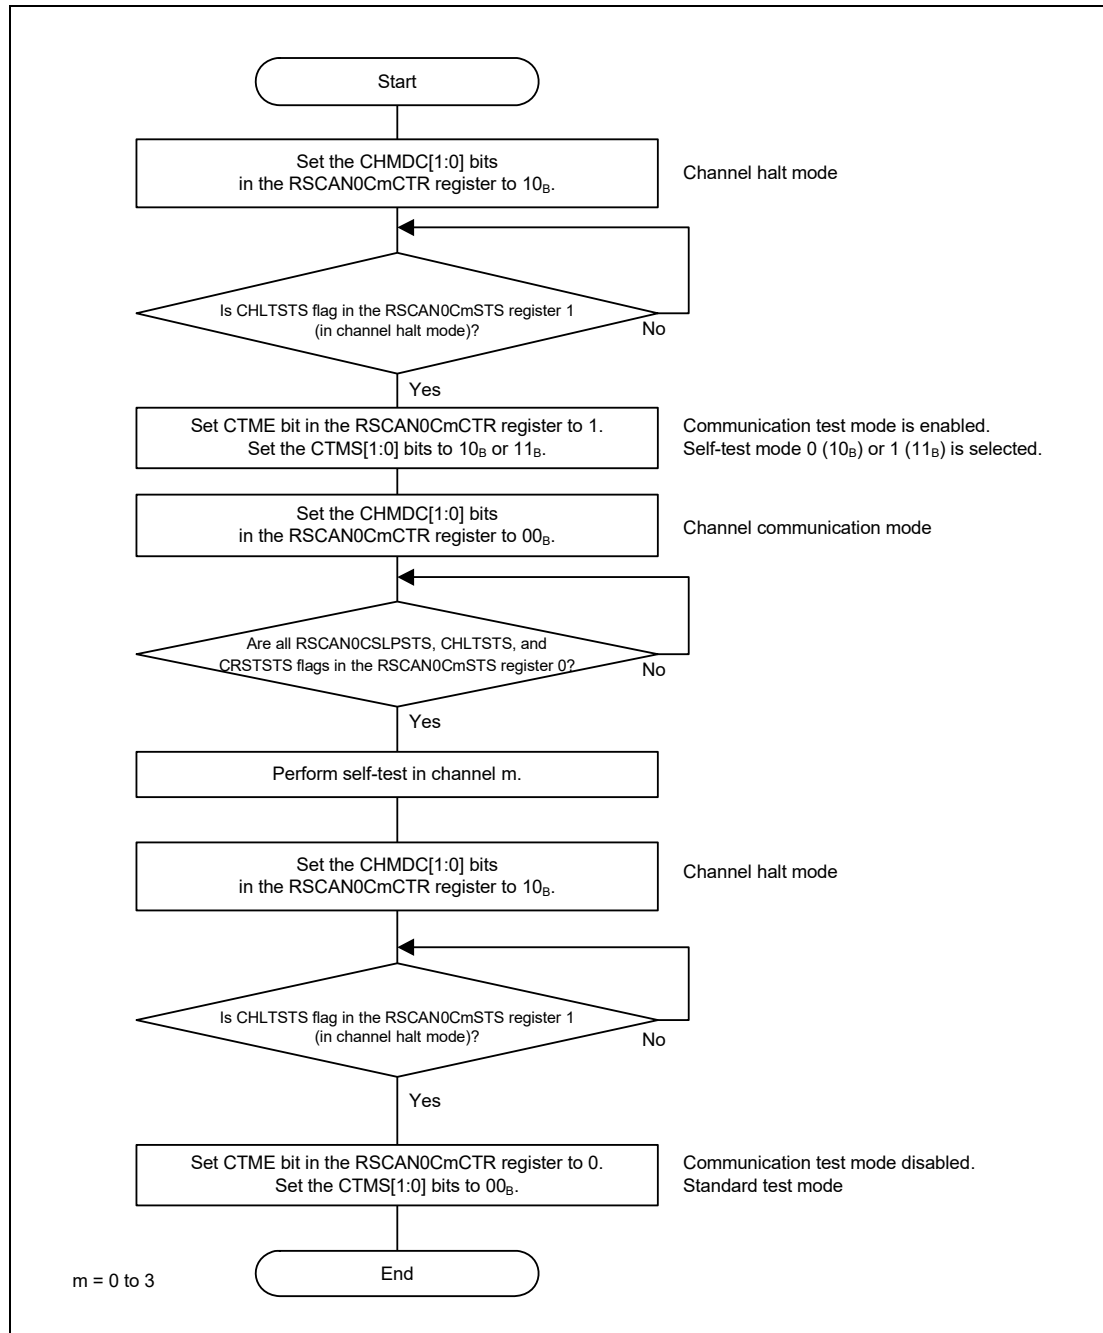 Start
Set the CHMDC[1:0] bits
in the RSCAN0CmCTR register to 10B.
Channel halt mode
Is CHLTSTS flag in the RSCAN0CmSTS register 1
(in channel halt mode)?
No
Yes
Set CTME bit in the RSCAN0CmCTR register to 1.
Set the CTMS[1:0] bits to 10B or 11B.
Communication test mode is enabled.
Self-test mode 0 (10B) or 1 (11B) is selected.
Set the CHMDC[1:0] bits
in the RSCAN0CmCTR register to 00B.
Channel communication mode
Are all RSCAN0CSLPSTS, CHLTSTS, and
CRSTSTS flags in the RSCAN0CmSTS register 0?
No
Yes
Perform self-test in channel m.
Set the CHMDC[1:0] bits
in the RSCAN0CmCTR register to 10B.
Channel halt mode
Is CHLTSTS flag in the RSCAN0CmSTS register 1
(in channel halt mode)?
No
Yes
Set CTME bit in the RSCAN0CmCTR register to 0.
Set the CTMS[1:0] bits to 00B.
Communication test mode disabled.
Standard test mode
End
m = 0 to 3